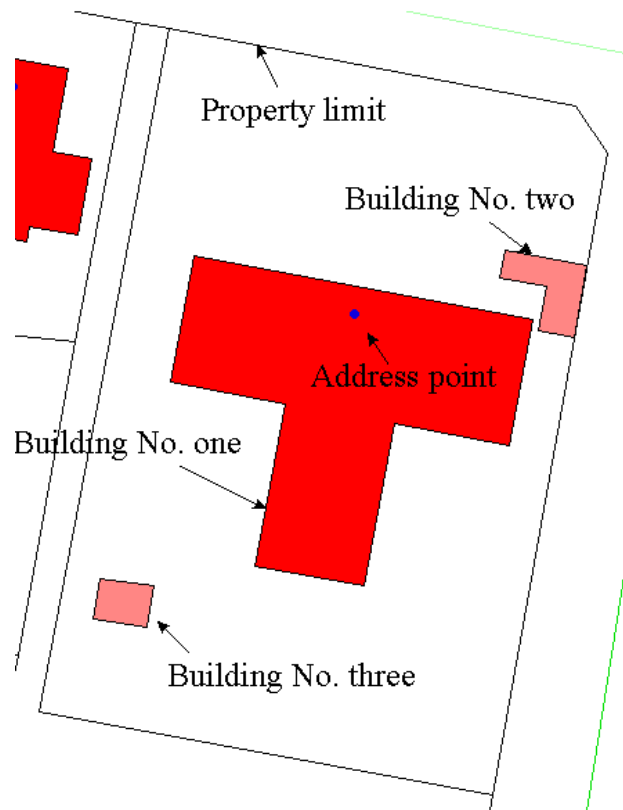 Property limit
Building No. two
Address point
Building No. one
Building No. three